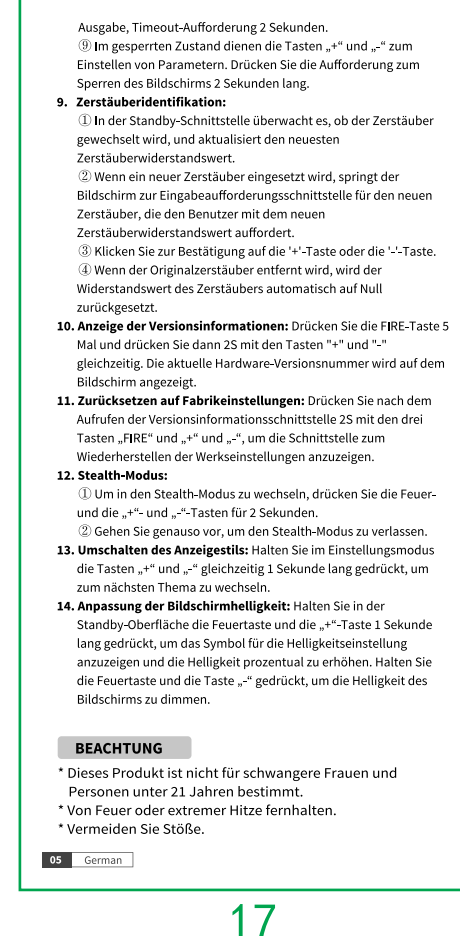 Ausgabe, Timeout-Aufforderung 2 Sekunden.
⑨ Im gesperrten Zustand dienen die Tasten „+“ und „-“ zum
Einstellen von Parametern. Drücken Sie die Aufforderung zum
Sperren des Bildschirms 2 Sekunden lang.
9. Zerstäuberidentifikation:
① In der Standby-Schnittstelle überwacht es, ob der Zerstäuber
gewechselt wird, und aktualisiert den neuesten
Zerstäuberwiderstandswert.
② Wenn ein neuer Zerstäuber eingesetzt wird, springt der
Bildschirm zur Eingabeaufforderungsschnittstelle für den neuen
Zerstäuber, die den Benutzer mit dem neuen
Zerstäuberwiderstandswert auffordert.
③ Klicken Sie zur Bestätigung auf die '+'-Taste oder die '-'-Taste.
④ Wenn der Originalzerstäuber entfernt wird, wird der
Widerstandswert des Zerstäubers automatisch auf Null
zurückgesetzt.
10. Anzeige der Versionsinformationen: Drücken Sie die FIRE-Taste 5
Mal und drücken Sie dann 2S mit den Tasten "+" und "-"
gleichzeitig. Die aktuelle Hardware-Versionsnummer wird auf dem
Bildschirm angezeigt.
11. Zurücksetzen auf Fabrikeinstellungen: Drücken Sie nach dem
Aufrufen der Versionsinformationsschnittstelle 2S mit den drei
Tasten „FIRE“ und „+“ und „-“, um die Schnittstelle zum
Wiederherstellen der Werkseinstellungen anzuzeigen.
12. Stealth-Modus:
① Um in den Stealth-Modus zu wechseln, drücken Sie die Feuer-
und die „+“- und „-“-Tasten für 2 Sekunden.
② Gehen Sie genauso vor, um den Stealth-Modus zu verlassen.
13. Umschalten des Anzeigestils: Halten Sie im Einstellungsmodus
die Tasten „+“ und „-“ gleichzeitig 1 Sekunde lang gedrückt, um
zum nächsten Thema zu wechseln.
14. Anpassung der Bildschirmhelligkeit: Halten Sie in der
Standby-Oberfläche die Feuertaste und die „+“-Taste 1 Sekunde
lang gedrückt, um das Symbol für die Helligkeitseinstellung
anzuzeigen und die Helligkeit prozentual zu erhöhen. Halten Sie
die Feuertaste und die Taste „-“ gedrückt, um die Helligkeit des
Bildschirms zu dimmen.
BEACHTUNG
* Dieses Produkt ist nicht für schwangere Frauen und
Personen unter 21 Jahren bestimmt.
* Von Feuer oder extremer Hitze fernhalten.
* Vermeiden Sie Stöße.
05 German
17